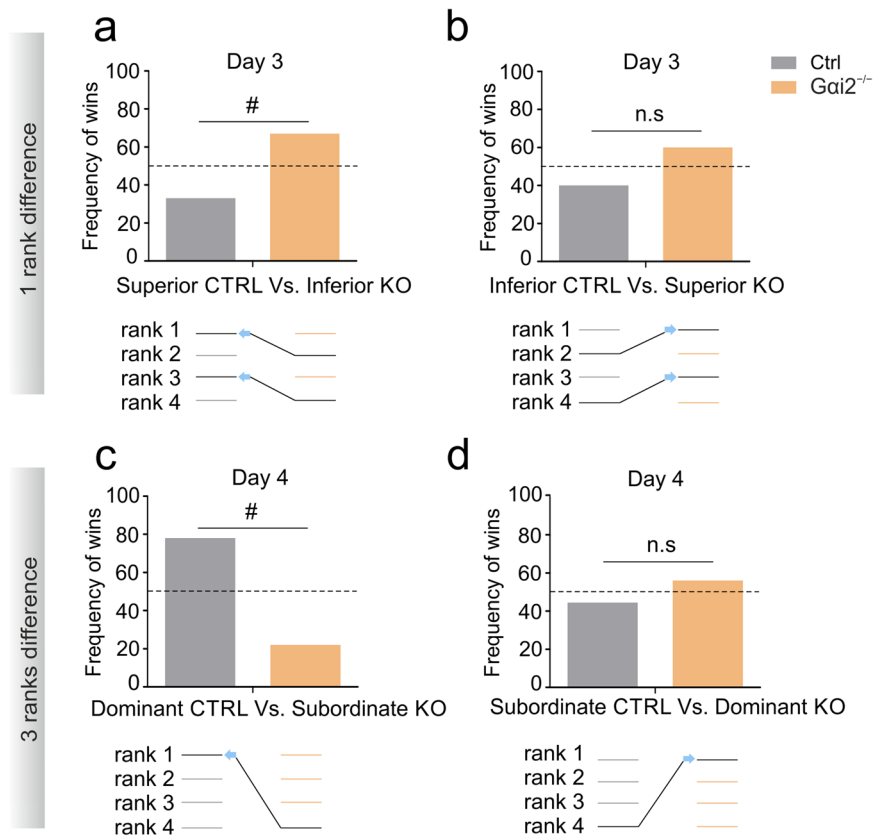 a
Day 3
Frequency of wins
100
80
60
40
20
0
#
Superior CTRL Vs. Inferior KO
rank 1
rank 2
rank 3
rank 4
b
Day 3
Frequency of wins
100
80
60
40
20
0
n.s
Inferior CTRL Vs. Superior KO
rank 1
rank 2
rank 3
rank 4
Ctrl
Gαi2⁻/⁻
1 rank difference
c
Day 4
Frequency of wins
100
80
60
40
20
0
#
Dominant CTRL Vs. Subordinate KO
rank 1
rank 2
rank 3
rank 4
d
Day 4
Frequency of wins
100
80
60
40
20
0
n.s
Subordinate CTRL Vs. Dominant KO
rank 1
rank 2
rank 3
rank 4
3 ranks difference